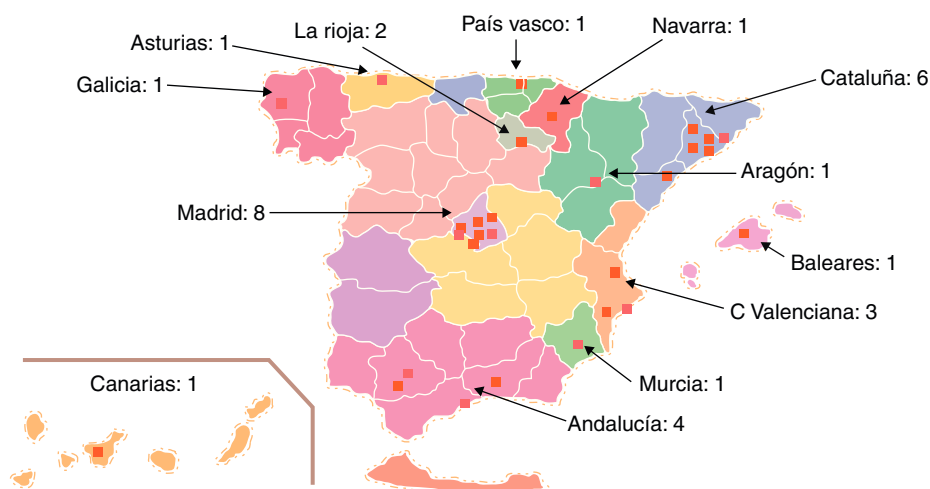 País vasco: 1
Navarra: 1
La rioja: 2
Asturias: 1
Galicia: 1
Cataluña: 6
Aragón: 1
Madrid: 8
Baleares: 1
C Valenciana: 3
Canarias: 1
Murcia: 1
Andalucía: 4